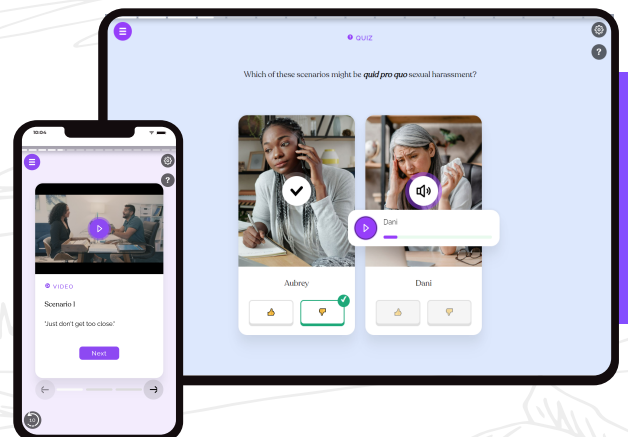 QUIZ
?
Which of these scenarios might be quid pro quo sexual harassment?
Dani
Aubrey
Dani
10:04
?
VIDEO
Scenario 1
"Just don't get too close."
Next
10